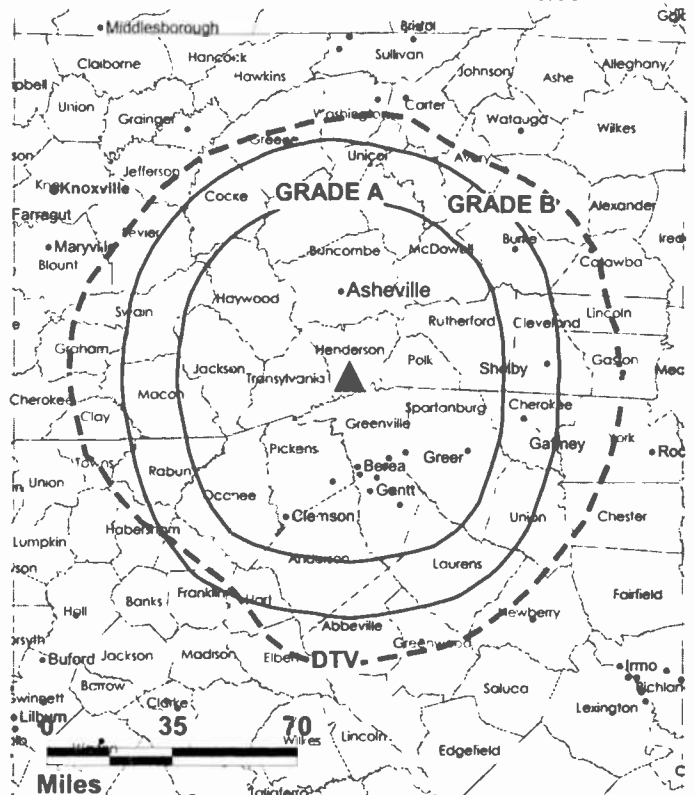 Middlesborough
Bristol
Claiborne
Hancock
Sullivan
Hawkins
Johnson
Ashe
Alleghany
Union
Grainger
Washington
Carter
Watauga
Wilkes
Greene
Unicoi
Avery
Jefferson
Knoxville
Cocke
GRADE A
GRADE B
Alexander
Farragut
Sevier
Maryville
Blount
Buncombe
McDowell
Burke
Catawba
Asheville
Haywood
Swain
Rutherford
Cleveland
Lincoln
Graham
Henderson
Polk
Shelby
Gaston
Jackson
Transylvania
Macon
Cherokee
Clay
Spartanburg
Cherokee
Greenville
Gaffney
York
Pickens
Berea
Greer
Towns
Rabun
Union
Oconee
Gantt
Clemson
Union
Chester
Habersham
Lumpkin
Anderson
Laurens
Franklin
Hart
Banks
Hall
Fairfield
Abbeville
Newberry
Greenwood
Buford
Jackson
Madison
Elbert
DTV
Irmo
Richlan
Barrow
Saluca
Lexington
Clarke
Lilburn
0 35 70
Wilkes
Lincoln
Edgefield
Miles
Taliaferro